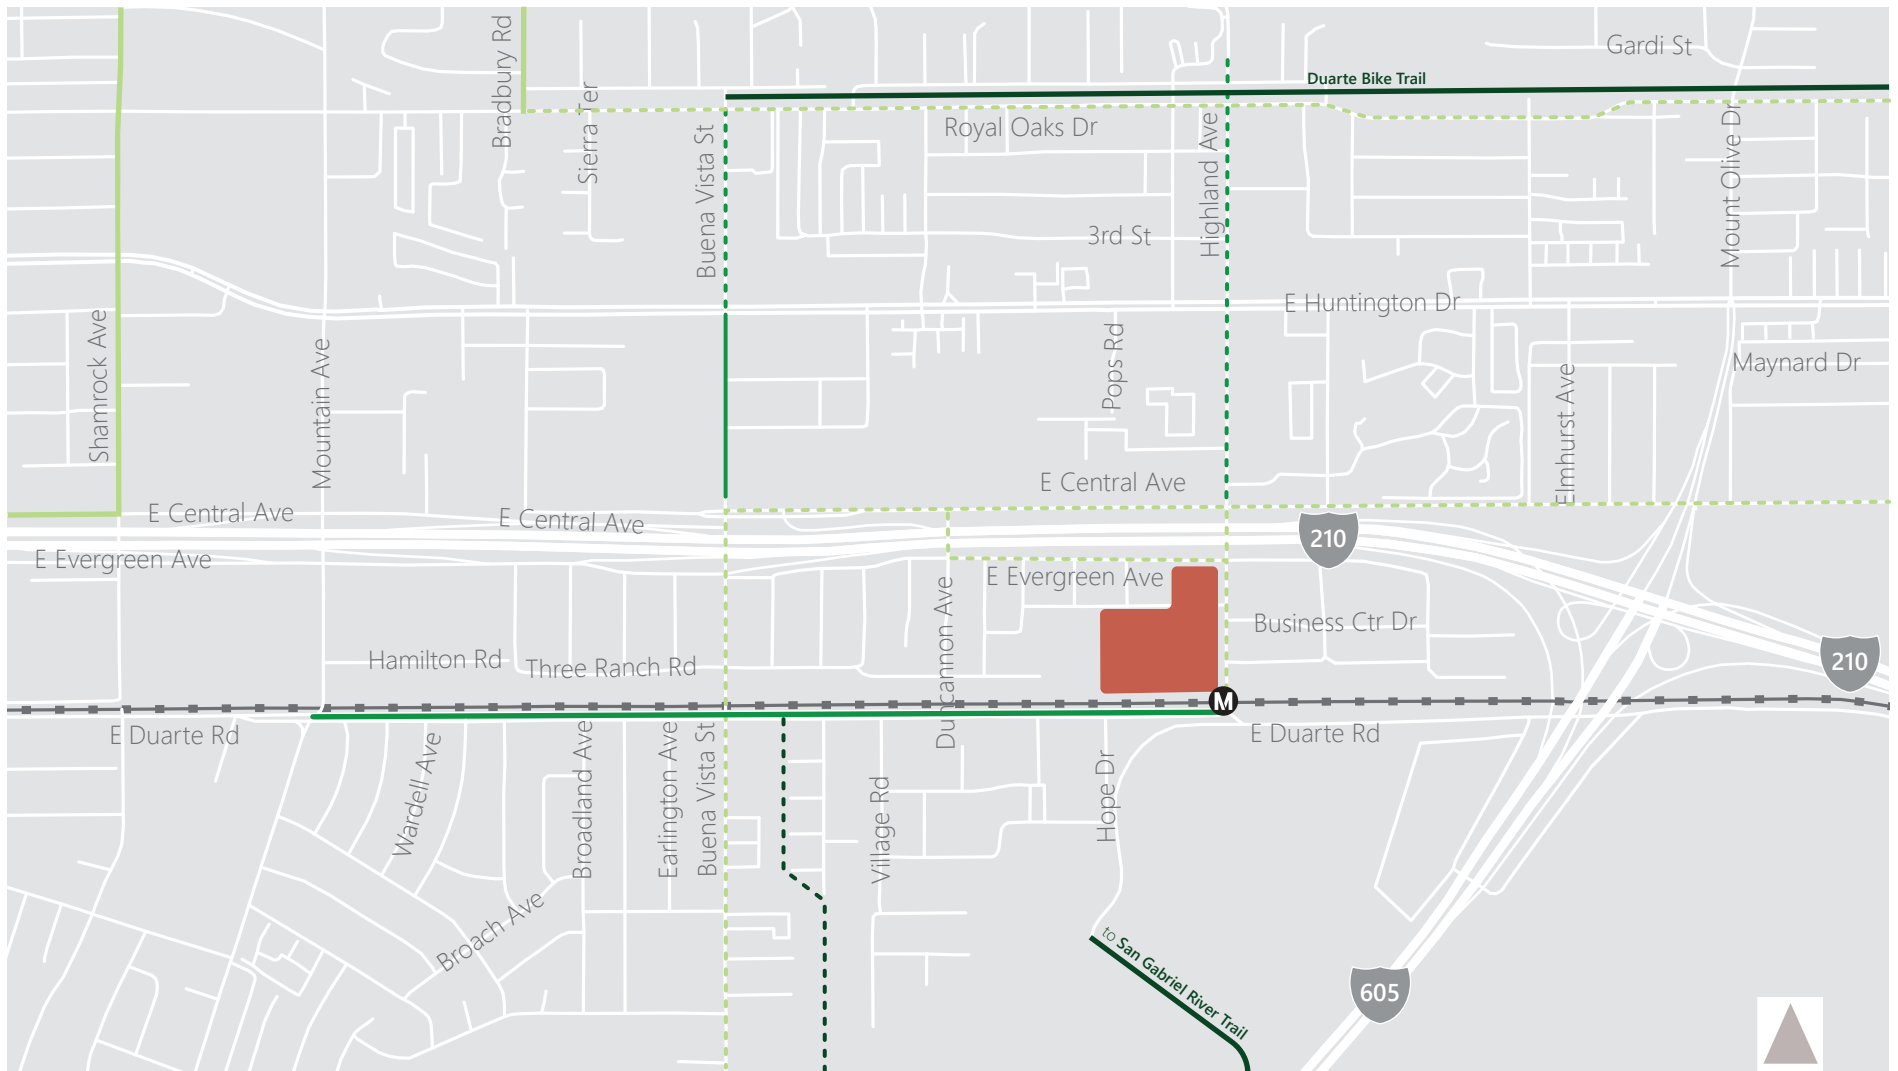 Gardi St
Bradbury Rd
Duarte Bike Trail
Sierra Ter
Royal Oaks Dr
Buena Vista St
Highland Ave
Mount Olive Dr
3rd St
E Huntington Dr
Shamrock Ave
Mountain Ave
Pops Rd
Maynard Dr
Elmhurst Ave
E Central Ave
E Central Ave
E Central Ave
210
E Evergreen Ave
E Evergreen Ave
Duncannon Ave
Business Ctr Dr
Hamilton Rd
Three Ranch Rd
210
M
E Duarte Rd
E Duarte Rd
Wardell Ave
Broadland Ave
Earlington Ave
Buena Vista St
Village Rd
Hope Dr
Broach Ave
to San Gabriel River Trail
605